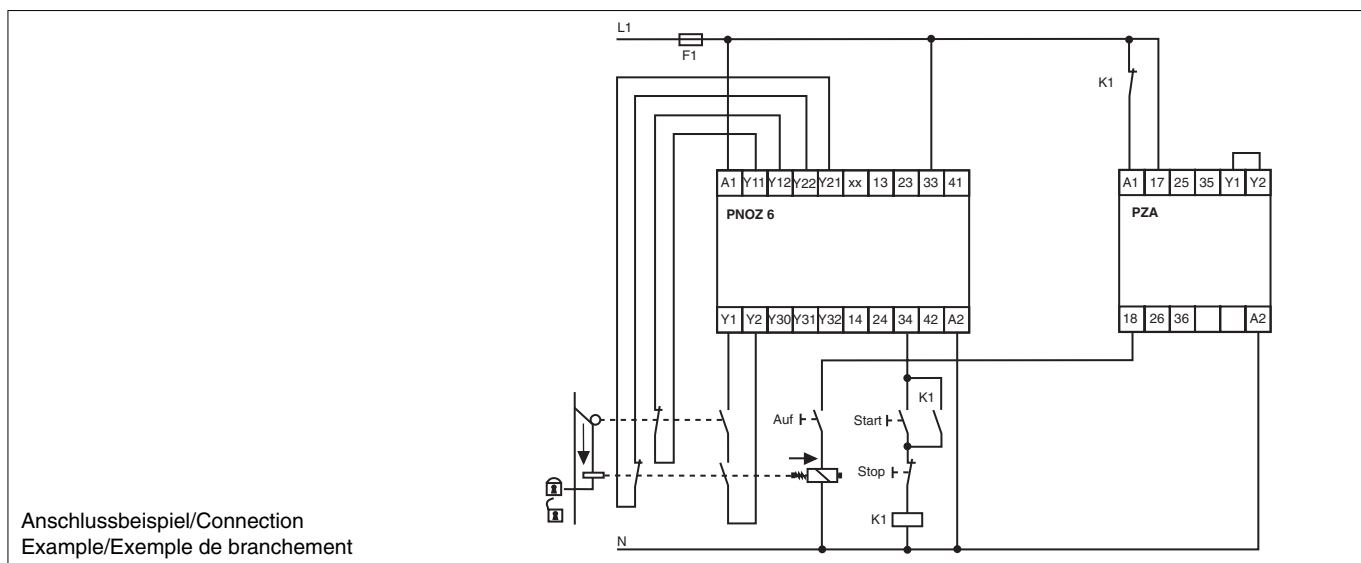 L1
F1
K1
A1 Y11 Y12 Y22 Y21 xx 13 23 33 41
PNOZ 6
Y1 Y2 Y30 Y31 Y32 14 24 34 42 A2
A1 17 25 35 Y1 Y2
PZA
18 26 36 A2
K1
Auf
Start
Stop
K1
N
Anschlussbeispiel/Connection
Example/Exemple de branchement